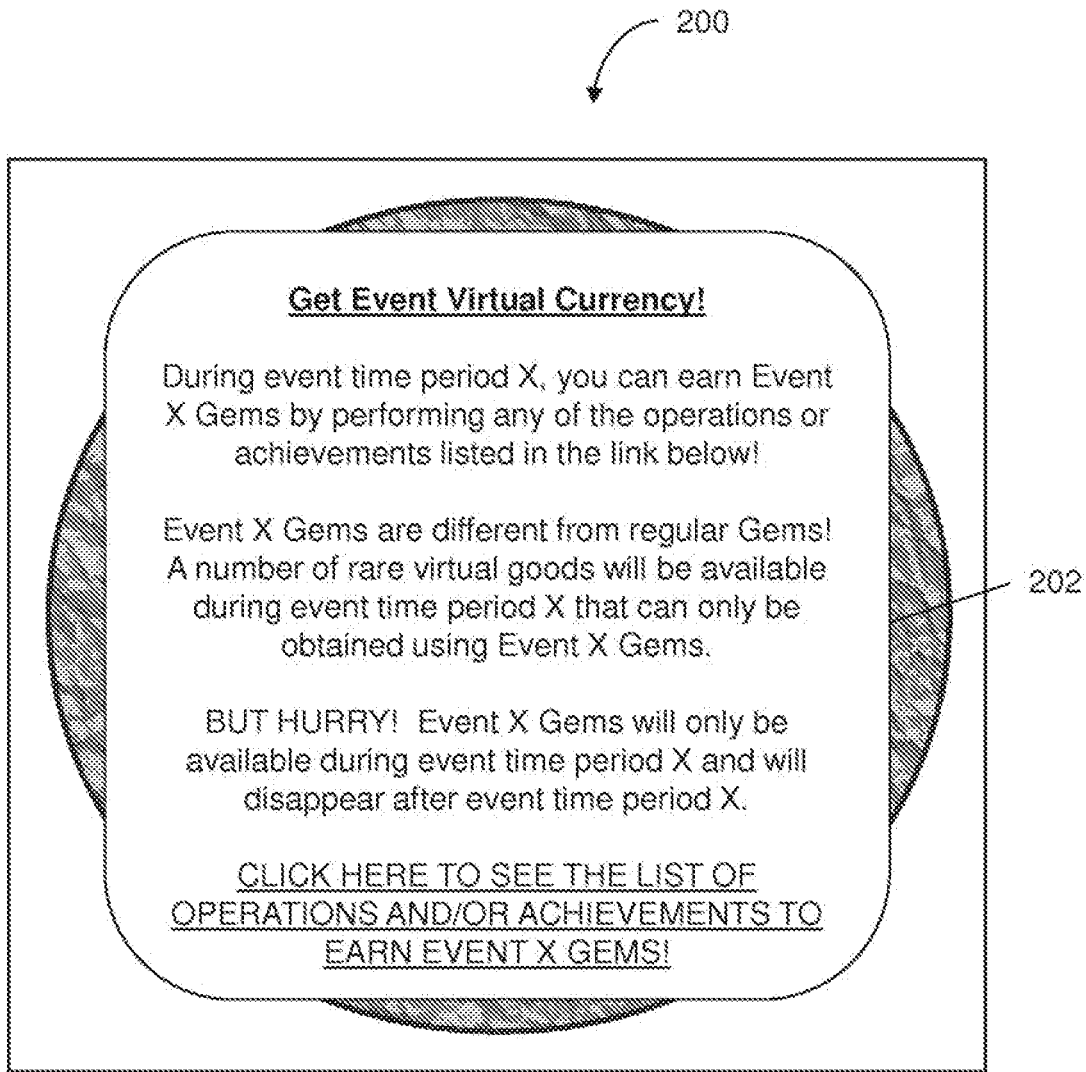 200
Get Event Virtual Currency!
During event time period X, you can earn Event
X Gems by performing any of the operations or
achievements listed in the link below!
Event X Gems are different from regular Gems!
A number of rare virtual goods will be available
during event time period X that can only be
obtained using Event X Gems.
202
BUT HURRY!  Event X Gems will only be
available during event time period X and will
disappear after event time period X.
CLICK HERE TO SEE THE LIST OF
OPERATIONS AND/OR ACHIEVEMENTS TO
EARN EVENT X GEMS!